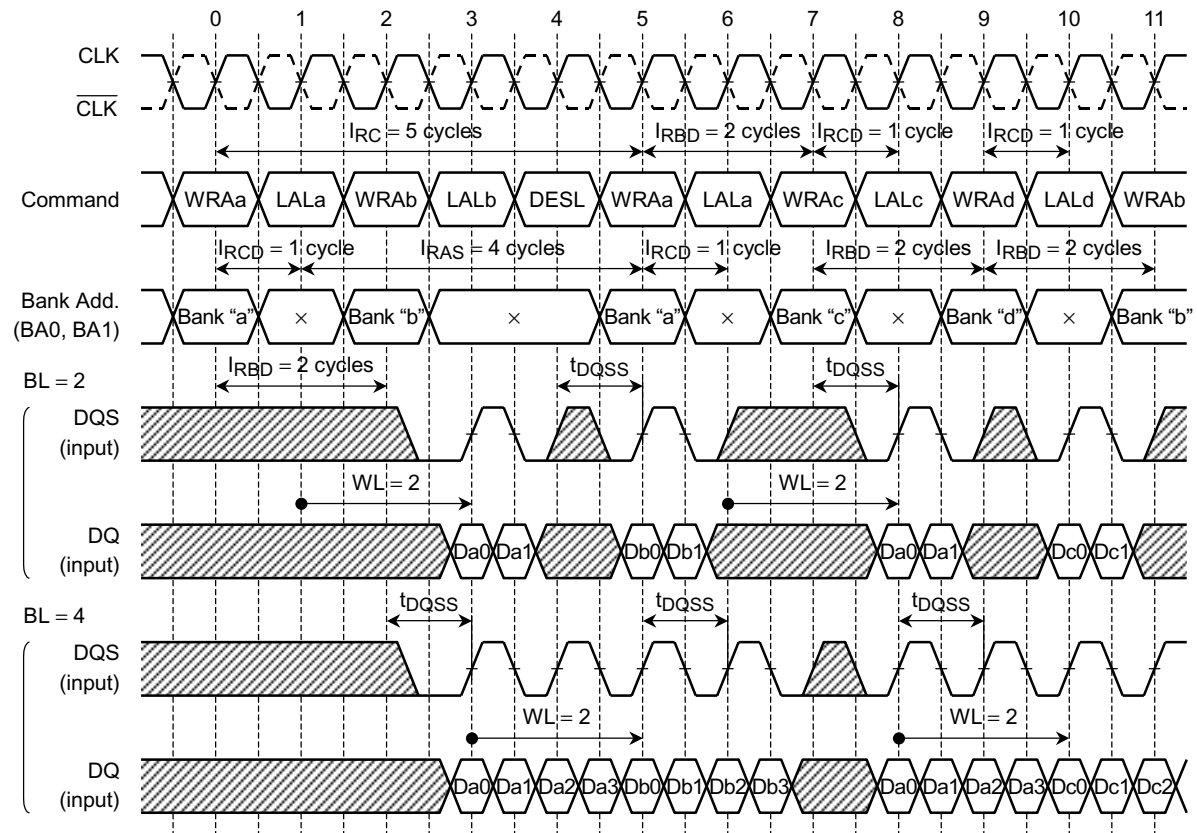 0 1 2 3 4 5 6 7 8 9 10 11
CLK
CLK
IRC = 5 cycles IRBD = 2 cycles IRCD = 1 cycle IRCD = 1 cycle
Command WRAa LALa WRAb LALb DESL WRAa LALa WRAc LALc WRAd LALd WRAb
IRCD = 1 cycle IRAS = 4 cycles IRCD = 1 cycle IRBD = 2 cycles IRBD = 2 cycles
Bank Add.
(BA0, BA1)
Bank “a” × Bank “b” × Bank “a” × Bank “c” × Bank “d” × Bank “b”
IRBD = 2 cycles tDQSS tDQSS
BL = 2
DQS
(input)
WL = 2 WL = 2
DQ
(input)
Da0 Da1 Db0 Db1 Da0 Da1 Dc0 Dc1
tDQSS tDQSS tDQSS
BL = 4
DQS
(input)
WL = 2 WL = 2
DQ
(input)
Da0 Da1 Da2 Da3 Db0 Db1 Db2 Db3 Da0 Da1 Da2 Da3 Dc0 Dc1 Dc2